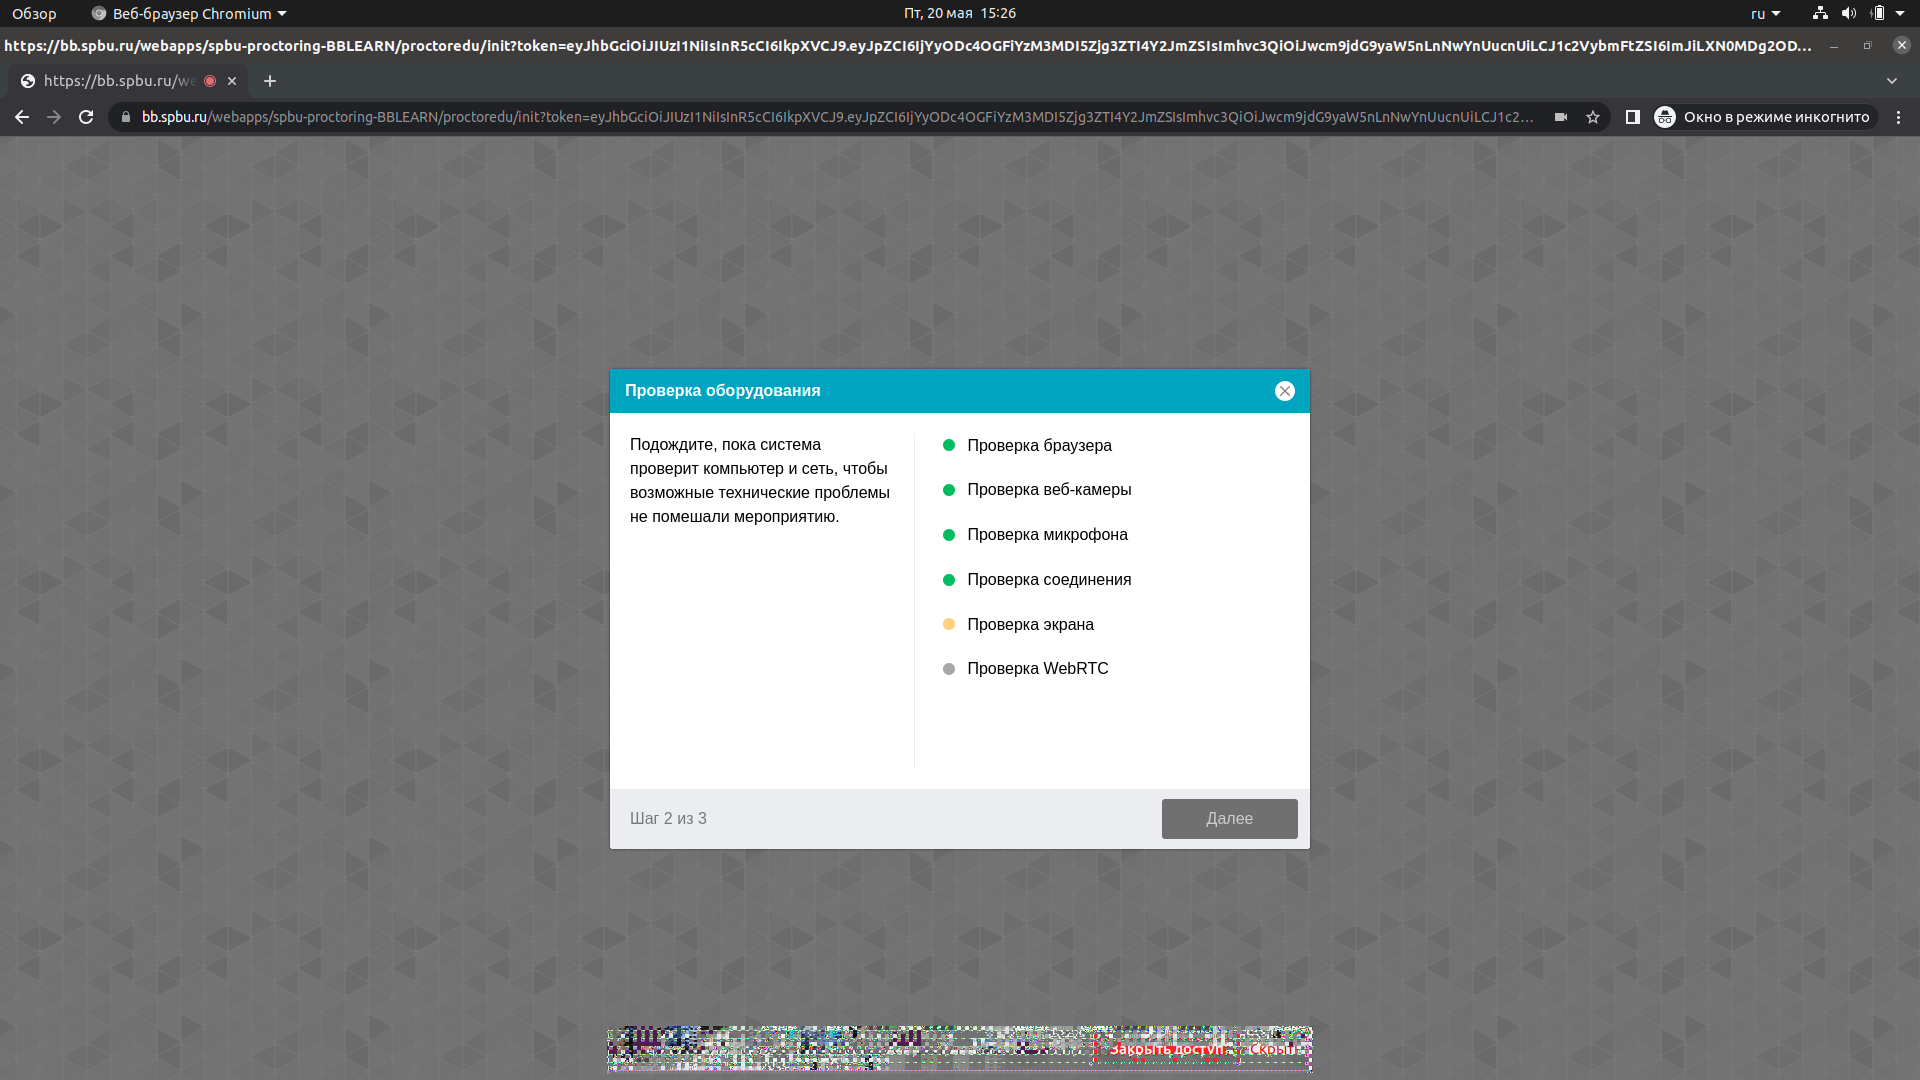 Обзор
Веб-браузер Chromium
Пт, 20 мая 15:26
ru
https://bb.spbu.ru/webapps/spbu-proctoring-BBLEARN/proctoredu/init?token=eyJhbGciOiJIUzI1NiIsInR5cCI6IkpXVCJ9.eyJpZCI6IjYyODc4OGFiYzM3MDI5Zjg3ZTI4Y2JmZSIsImhvc3QiOiJwcm9jdG9yaW5nLnNwYnUucnUiLCJ1c2VybmFtZSI6ImJiLXN0MDg2OD...
https://bb.spbu.ru/we
bb.spbu.ru/webapps/spbu-proctoring-BBLEARN/proctoredu/init?token=eyJhbGciOiJIUzI1NiIsInR5cCI6IkpXVCJ9.eyJpZCI6IjYyODc4OGFiYzM3MDI5Zjg3ZTI4Y2JmZSIsImhvc3QiOiJwcm9jdG9yaW5nLnNwYnUucnUiLCJ1c2...
Окно в режиме инкогнито
Проверка оборудования
Подождите, пока система
проверит компьютер и сеть, чтобы
возможные технические проблемы
не помешали мероприятию.
Проверка браузера
Проверка веб-камеры
Проверка микрофона
Проверка соединения
Проверка экрана
Проверка WebRTC
Шаг 2 из 3
Далее
Закрыть доступ